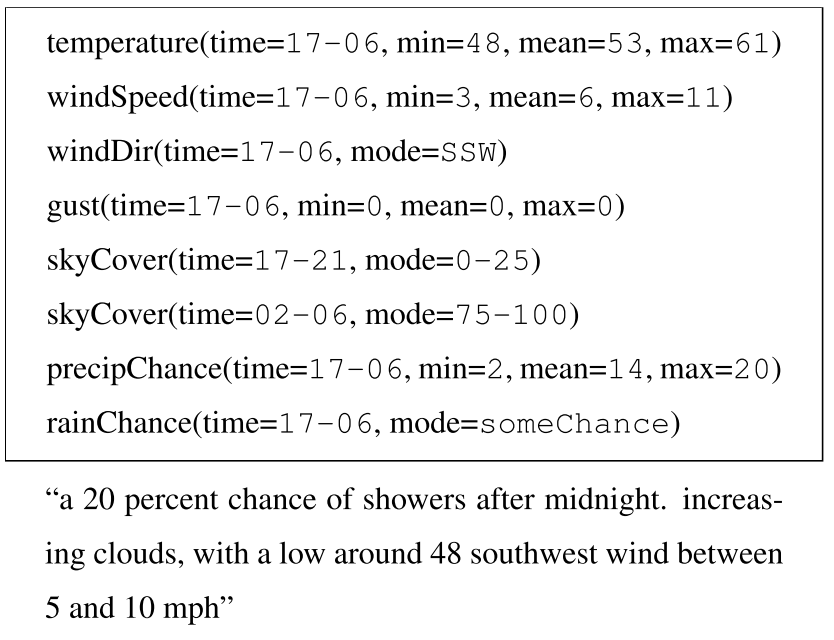 temperature(time=17-06, min=48, mean=53, max=61)
windSpeed(time=17-06, min=3, mean=6, max=11)
windDir(time=17-06, mode=SSW)
gust(time=17-06, min=0, mean=0, max=0)
skyCover(time=17-21, mode=0-25)
skyCover(time=02-06, mode=75-100)
precipChance(time=17-06, min=2, mean=14, max=20)
rainChance(time=17-06, mode=someChance)
“a 20 percent chance of showers after midnight. increas-
ing clouds, with a low around 48 southwest wind between
5 and 10 mph”